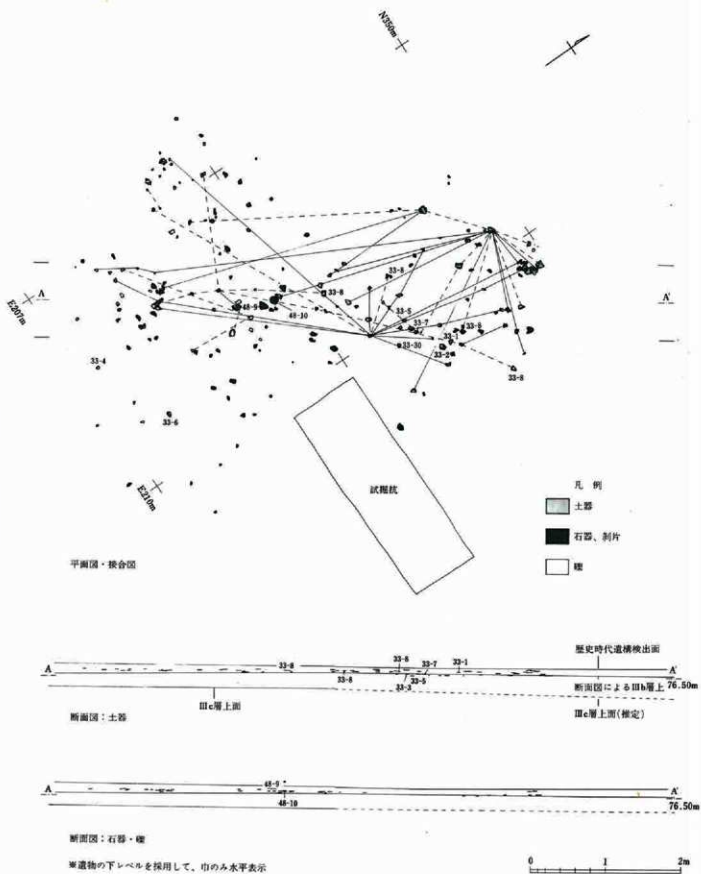 N350m
33-8
33-8
A
A'
E207m
48-9
48-10
33-5
33-7
33-8
33-1
33-30
33-2
33-4
33-8
33-6
E210m
試掘坑
凡 例
土器
石器、剥片
礫
平面図・接合図
歴史時代遺構検出面
A
33-8
33-8
33-7
33-1
A'
33-8
33-5
33-3
断面図によるⅢb層上
76.50m
Ⅲc層上面
Ⅲc層上面(推定)
断面図:土器
A
48-9
A'
48-10
76.50m
断面図:石器・礫
※遺物の下レベルを採用して、巾のみ水平表示
0 1 2m